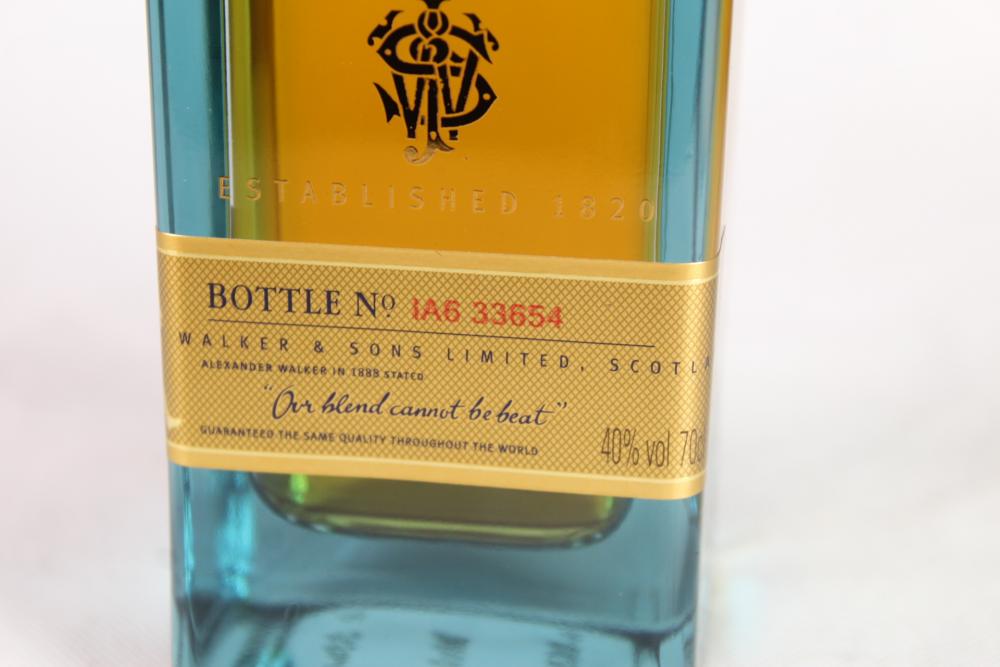 ESTABLISHED 1820
BOTTLE Nº. IA6 33654
WALKER & SONS LIMITED, SCOTLA
ALEXANDER WALKER IN 1888 STATED
"Our blend cannot be beat"
GUARANTEED THE SAME QUALITY THROUGHOUT THE WORLD
40% vol 70cl